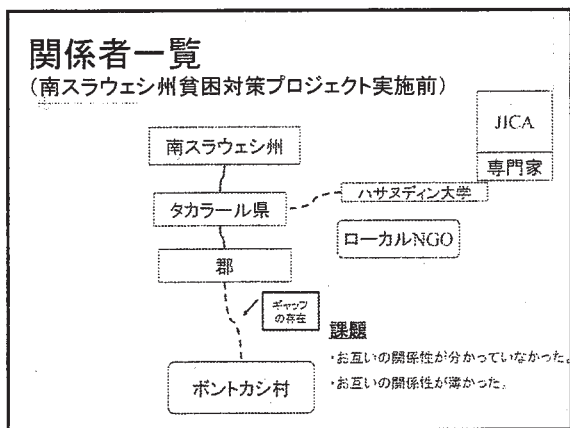 関係者一覧
(南スラウェシ州貧困対策プロジェクト実施前)
JICA
専門家
南スラウェシ州
ハサヌディン大学
タカラール県
ローカルNGO
郡
ギャップ
の存在
課題
・お互いの関係性が分かっていなかった。
・お互いの関係性が薄かった。
ボントカシ村